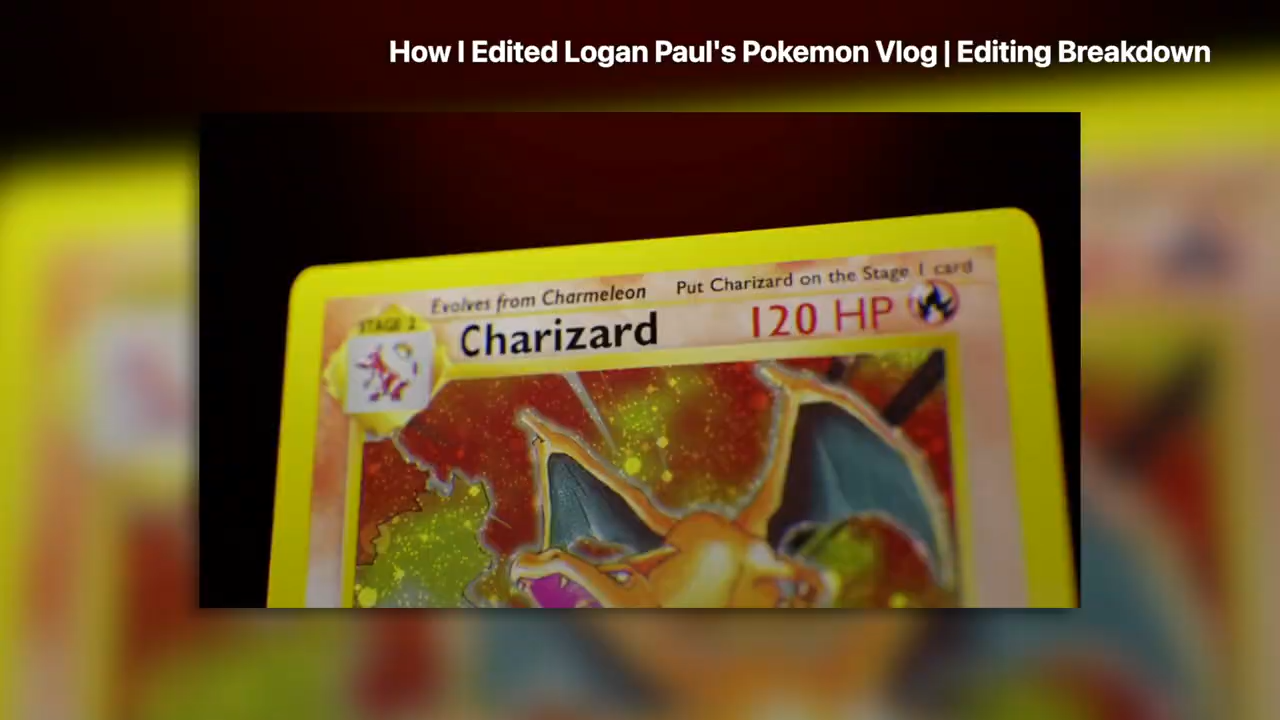 How I Edited Logan Paul's Pokemon Vlog | Editing Breakdown
Evolves from Charmeleon Put Charizard on the Stage 1 card
STAGE 2
Charizard 120 HP